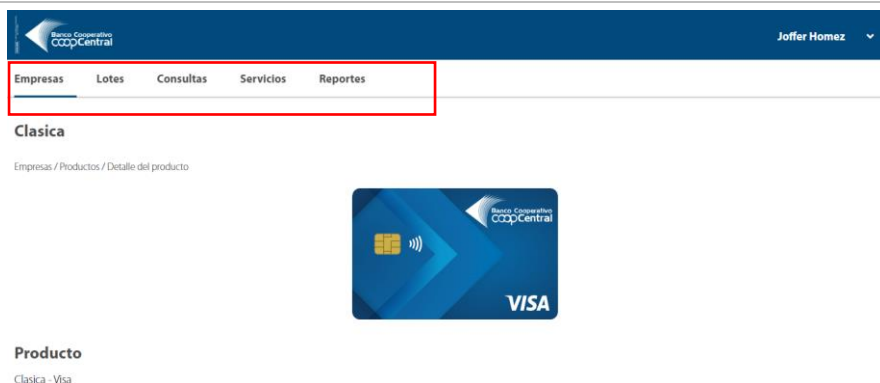 Banco Cooperativo
coopCentral
Joffer Homez
Empresas Lotes Consultas Servicios Reportes
Clasica
Empresas / Productos / Detalle del producto
Banco Cooperativo
coopCentral
VISA
Producto
Clasica - Visa